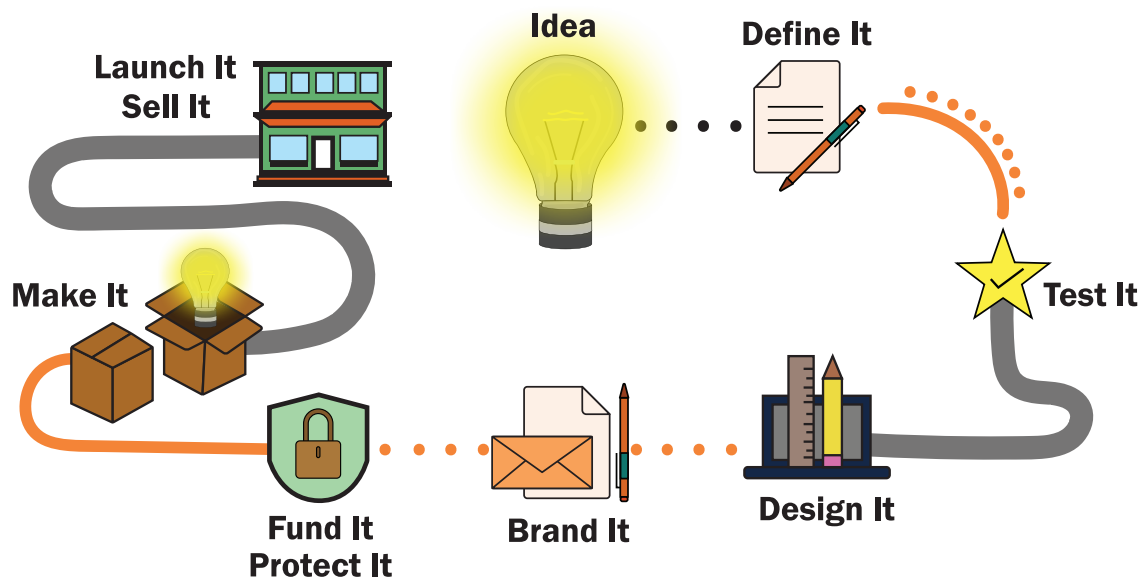 Idea
Define It
Test It
Design It
Brand It
Fund It
Protect It
Make It
Launch It
Sell It